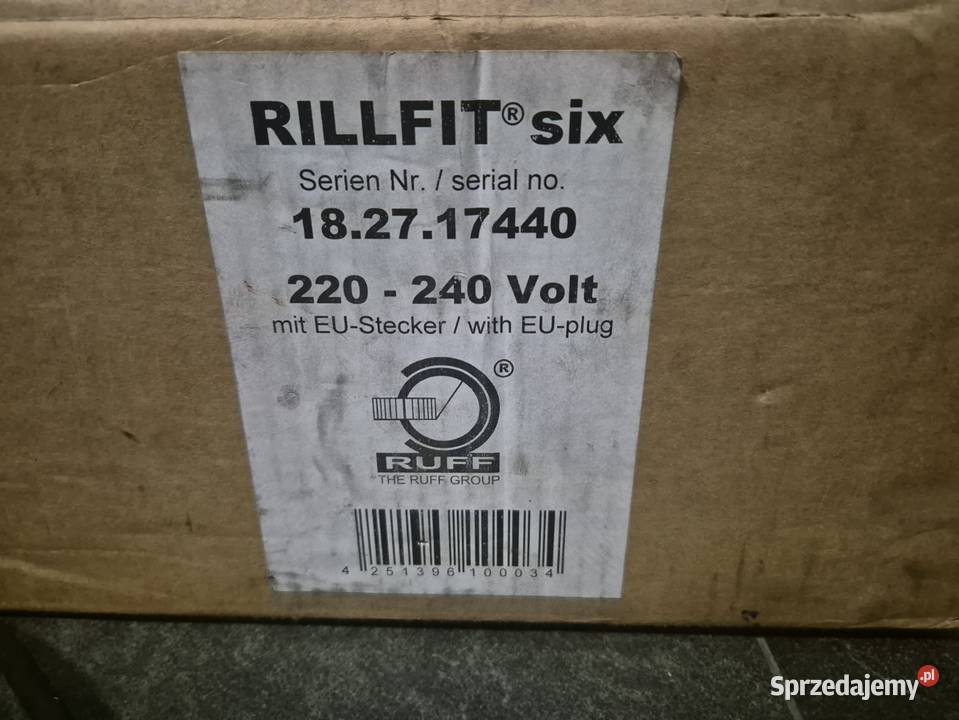 RILLFIT® six
Serien Nr. / serial no.
18.27.17440
220 - 240 Volt
mit EU-Stecker / with EU-plug
®
RUFF
THE RUFF GROUP
4 251396 100034
Sprzedajemy.pl